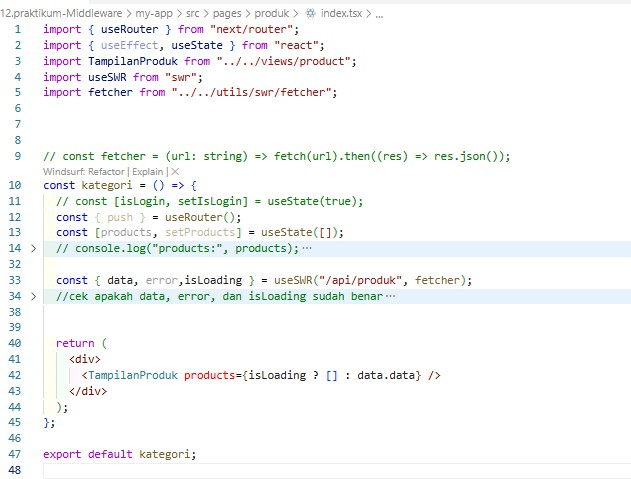 12.praktikum-Middleware > my-app > src > pages > produk > index.tsx > ...
1 import { useRouter } from "next/router";
2 import { useEffect, useState } from "react";
3 import TampilanProduk from "../../views/product";
4 import useSWR from "swr";
5 import fetcher from "../../utils/swr/fetcher";
6
7
8
9 // const fetcher = (url: string) => fetch(url).then((res) => res.json());
Windsurf: Refactor | Explain | X
10 const kategori = () => {
11 // const [isLogin, setIsLogin] = useState(true);
12 const { push } = useRouter();
13 const [products, setProducts] = useState([]);
14 > // console.log("products:", products);...
32
33 const { data, error,isLoading } = useSWR("/api/produk", fetcher);
34 > //cek apakah data, error, dan isLoading sudah benar...
38
39
40 return (
41 <div>
42 <TampilanProduk products={isLoading ? [] : data.data} />
43 </div>
44 );
45 };
46
47 export default kategori;
48